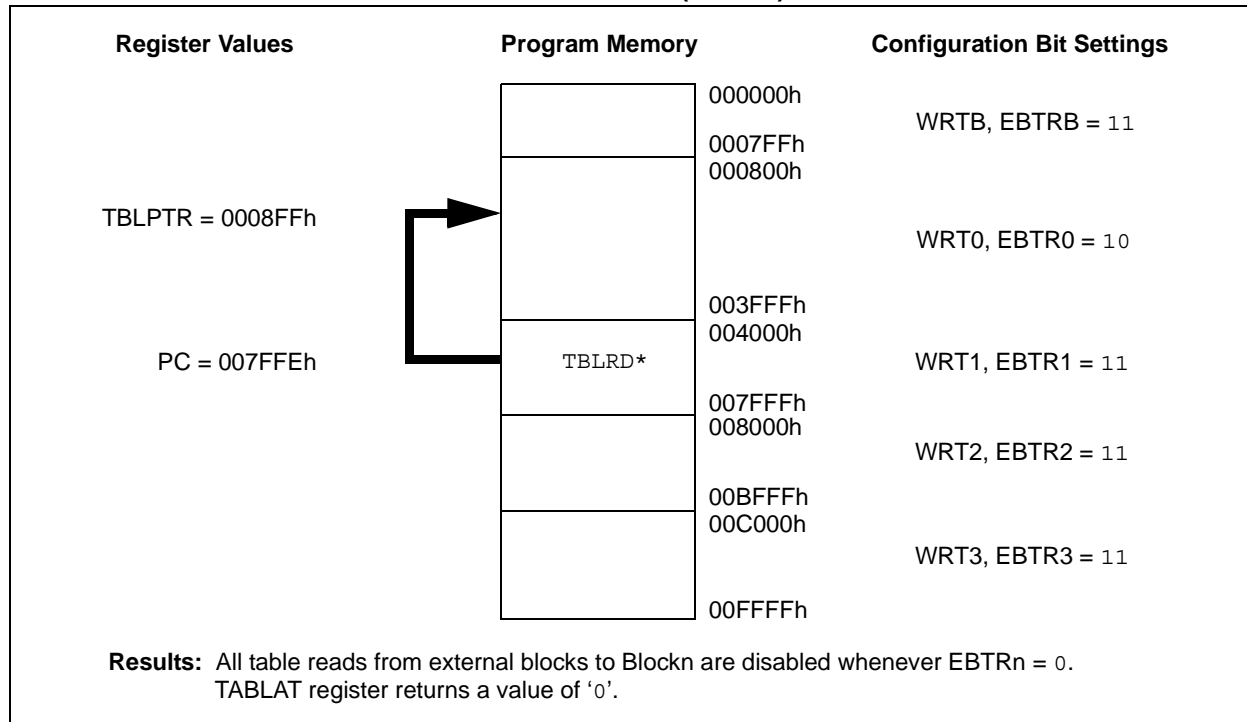 Register Values Program Memory Configuration Bit Settings
000000h
WRTB, EBTRB = 11
0007FFh
000800h
TBLPTR = 0008FFh
WRT0, EBTR0 = 10
003FFFh
004000h
PC = 007FFEh TBLRD* WRT1, EBTR1 = 11
007FFFh
008000h
WRT2, EBTR2 = 11
00BFFFh
00C000h
WRT3, EBTR3 = 11
00FFFFh
Results: All table reads from external blocks to Blockn are disabled whenever EBTRn = 0.
TABLAT register returns a value of ‘0’.